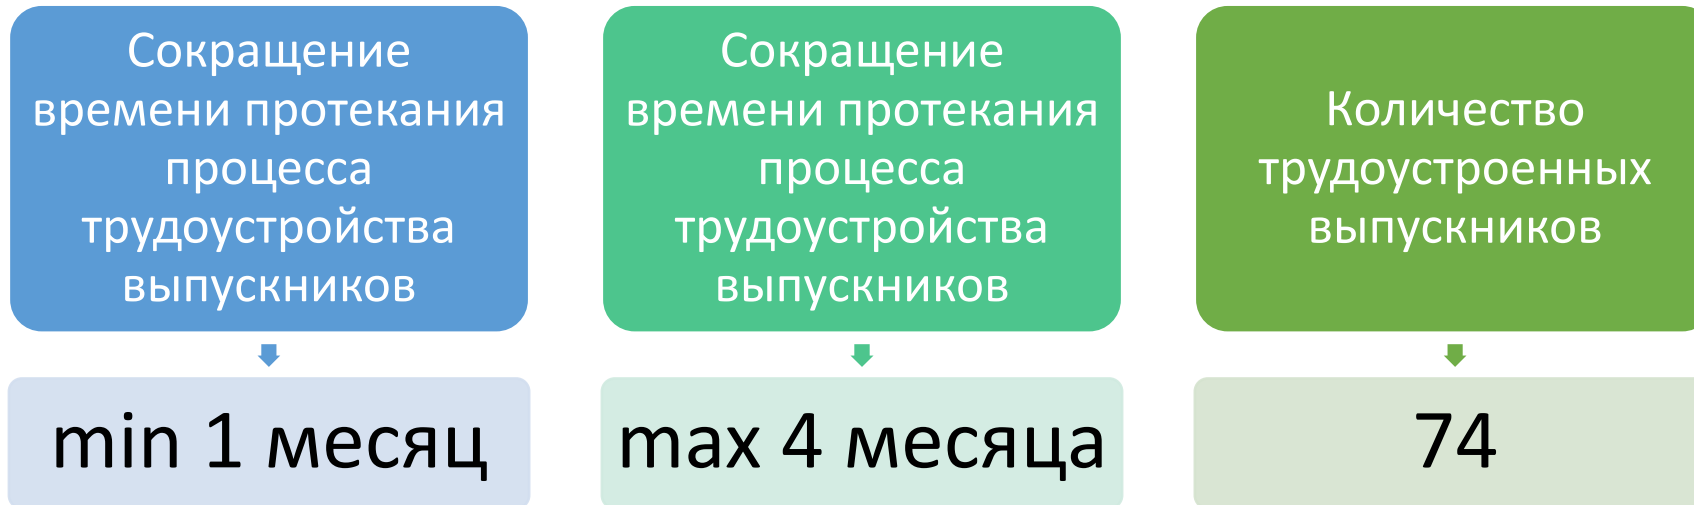 Сокращение
времени протекания
процесса
трудоустройства
выпускников
min 1 месяц
Сокращение
времени протекания
процесса
трудоустройства
выпускников
max 4 месяца
Количество
трудоустроенных
выпускников
74